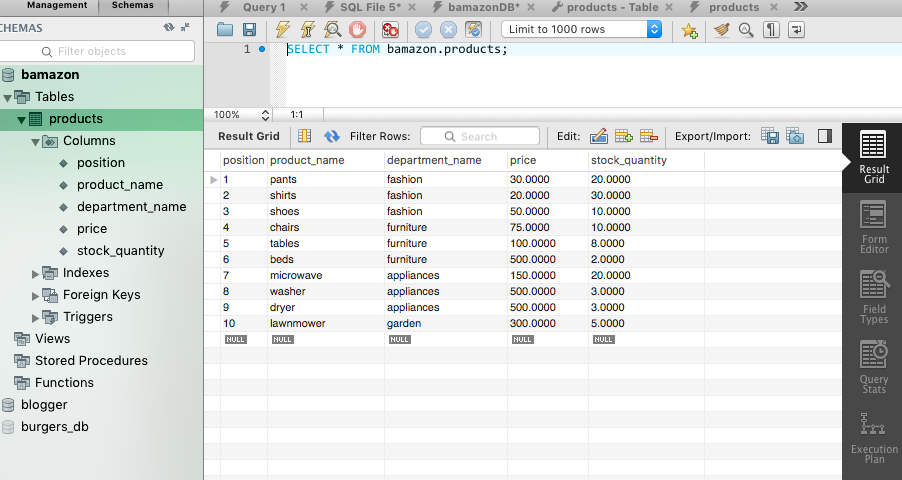 Management Schemas
Query 1 SQL File 5* bamazonDB* products - Table products
SCHEMAS
Filter objects
bamazon
Tables
products
Columns
position
product_name
department_name
price
stock_quantity
Indexes
Foreign Keys
Triggers
Views
Stored Procedures
Functions
blogger
burgers_db
Limit to 1000 rows
1 SELECT * FROM bamazon.products;
100% 1:1
Result Grid Filter Rows: Search Edit: Export/Import:
position product_name department_name price stock_quantity
1 pants fashion 30.0000 20.0000
2 shirts fashion 20.0000 30.0000
3 shoes fashion 50.0000 10.0000
4 chairs furniture 75.0000 10.0000
5 tables furniture 100.0000 8.0000
6 beds furniture 500.0000 2.0000
7 microwave appliances 150.0000 20.0000
8 washer appliances 500.0000 3.0000
9 dryer appliances 500.0000 3.0000
10 lawnmower garden 300.0000 5.0000
NULL NULL NULL NULL NULL
Result
Grid
Form
Editor
Field
Types
Query
Stats
Execution
Plan